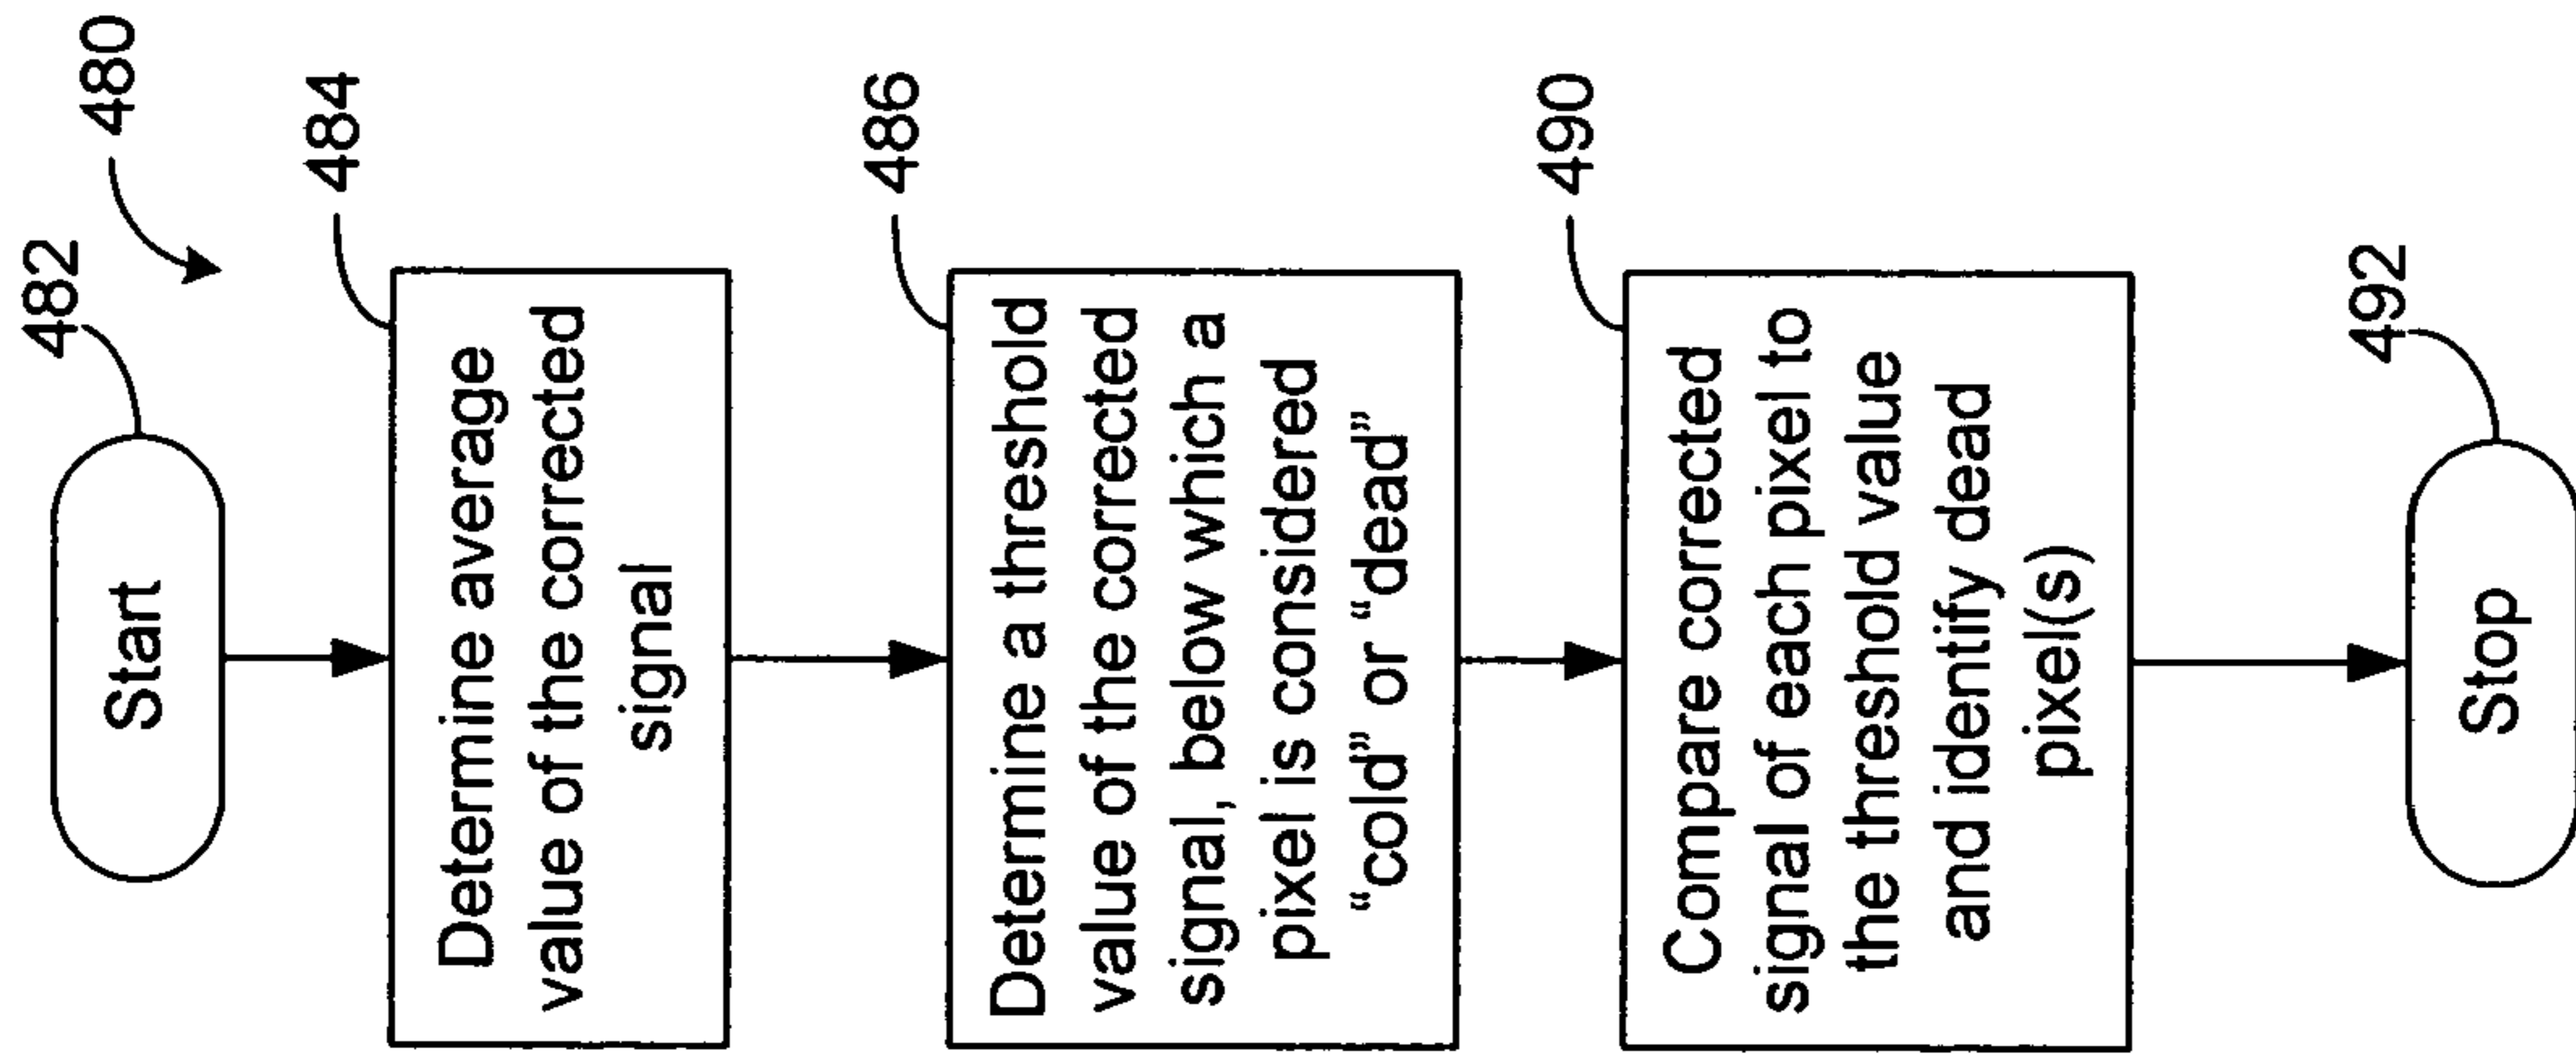 480
482
Start
484
Determine average
value of the corrected
signal
486
Determine a threshold
value of the corrected
signal, below which a
pixel is considered
“cold” or “dead”
490
Compare corrected
signal of each pixel to
the threshold value
and identify dead
pixel(s)
492
Stop